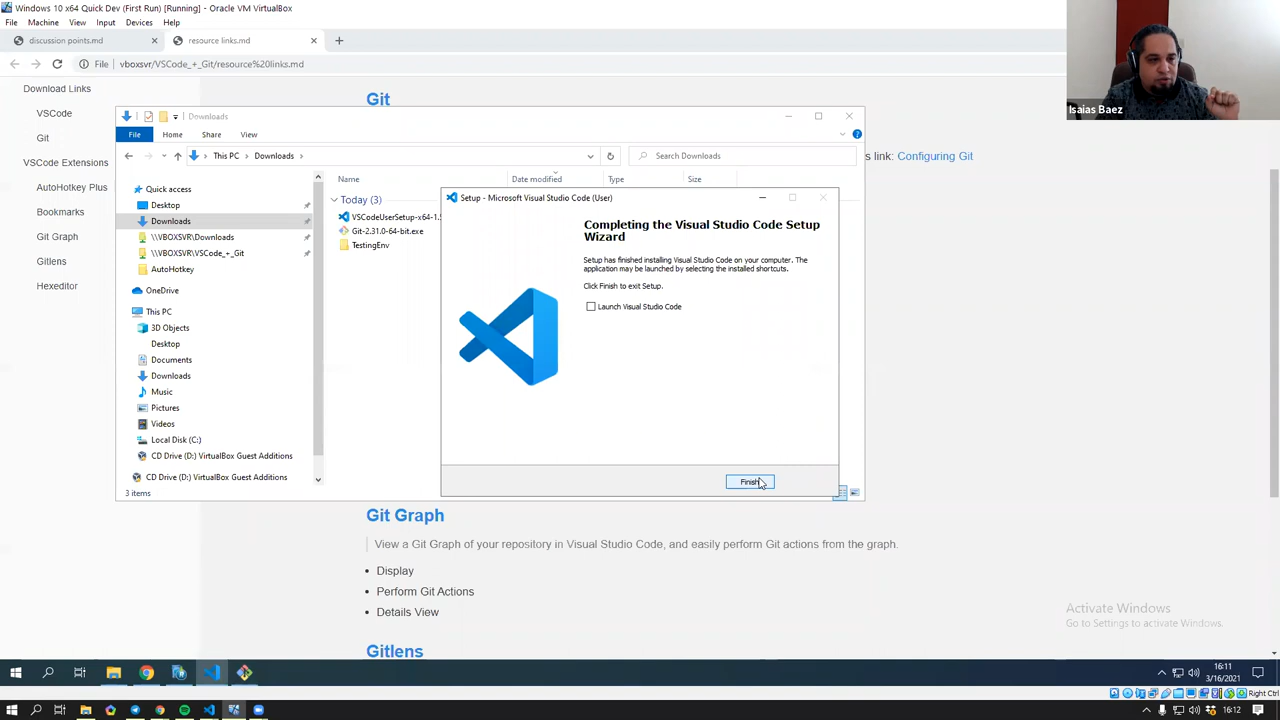 Windows 10 x64 Quick Dev (First Run) [Running] - Oracle VM VirtualBox
File Machine View Input Devices Help
discussion points.md
resource links.md
File vboxsvr/VSCode_+_Git/resource%20links.md
Isaias Baez
Download Links
VSCode
Git
VSCode Extensions
AutoHotkey Plus
Bookmarks
Git Graph
Gitlens
Hexeditor
Git
s link: Configuring Git
Downloads
File Home Share View
This PC Downloads
Search Downloads
Name Date modified Type Size
Quick access
Desktop
Downloads
\\VBOXSVR\Downloads
\\VBOXSVR\VSCode_+_Git
AutoHotkey
OneDrive
This PC
3D Objects
Desktop
Documents
Downloads
Music
Pictures
Videos
Local Disk (C:)
CD Drive (D:) VirtualBox Guest Additions
CD Drive (D:) VirtualBox Guest Additions
3 items
Today (3)
VSCodeUserSetup-x64-1.5
Git-2.31.0-64-bit.exe
TestingEnv
Setup - Microsoft Visual Studio Code (User)
Completing the Visual Studio Code Setup
Wizard
Setup has finished installing Visual Studio Code on your computer. The
application may be launched by selecting the installed shortcuts.
Click Finish to exit Setup.
Launch Visual Studio Code
Finish
Git Graph
View a Git Graph of your repository in Visual Studio Code, and easily perform Git actions from the graph.
Display
Perform Git Actions
Details View
Gitlens
Activate Windows
Go to Settings to activate Windows.
16:11
3/16/2021
Right Ctrl
16:12